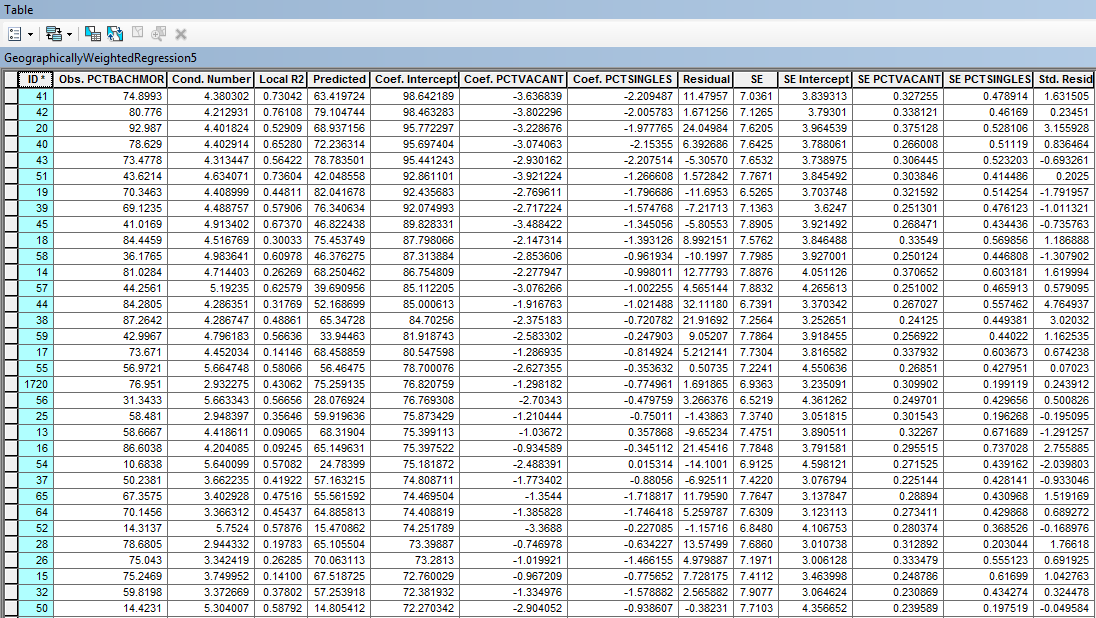 Table
GeographicallyWeightedRegression5
ID * Obs. PCTBACHMOR Cond. Number Local R2 Predicted Coef. Intercept Coef. PCTVACANT Coef. PCTSINGLES Residual SE SE Intercept SE PCTVACANT SE PCTSINGLES Std. Resid
41 74.8993 4.380302 0.73042 63.419724 98.642189 -3.636839 -2.209487 11.47957 7.0361 3.839313 0.327255 0.478914 1.631505
42 80.776 4.212931 0.76108 79.104744 98.463283 -3.802296 -2.005783 1.671256 7.1265 3.79301 0.338121 0.46169 0.23451
20 92.987 4.401824 0.52909 68.937156 95.772297 -3.228676 -1.977765 24.04984 7.6205 3.964539 0.375128 0.528106 3.155928
40 78.629 4.402914 0.65280 72.236314 95.697404 -3.074063 -2.15355 6.392686 7.6425 3.788061 0.266008 0.51119 0.836464
43 73.4778 4.313447 0.56422 78.783501 95.441243 -2.930162 -2.207514 -5.30570 7.6532 3.738975 0.306445 0.523203 -0.693261
51 43.6214 4.634071 0.73604 42.048558 92.861101 -3.921224 -1.266608 1.572842 7.7671 3.845492 0.303846 0.414486 0.2025
19 70.3463 4.408999 0.44811 82.041678 92.435683 -2.769611 -1.796686 -11.6953 6.5265 3.703748 0.321592 0.514254 -1.791957
39 69.1235 4.488757 0.57906 76.340634 92.074993 -2.717224 -1.574768 -7.21713 7.1363 3.6247 0.251301 0.476123 -1.011321
45 41.0169 4.913402 0.67370 46.822438 89.828331 -3.488422 -1.345056 -5.80553 7.8905 3.921492 0.268471 0.434436 -0.735763
18 84.4459 4.516769 0.30033 75.453749 87.798066 -2.147314 -1.393126 8.992151 7.5762 3.846488 0.33549 0.569856 1.186888
58 36.1765 4.983641 0.60978 46.376275 87.313884 -2.853606 -0.961934 -10.1997 7.7985 3.927001 0.250124 0.446808 -1.307902
14 81.0284 4.714403 0.26269 68.250462 86.754809 -2.277947 -0.998011 12.77793 7.8876 4.051126 0.370652 0.603181 1.619994
57 44.2561 5.19235 0.62579 39.690956 85.112205 -3.076266 -1.002255 4.565144 7.8832 4.265613 0.251002 0.465913 0.579095
44 84.2805 4.286351 0.31769 52.168699 85.000613 -1.916763 -1.021488 32.11180 6.7391 3.370342 0.267027 0.557462 4.764937
38 87.2642 4.286747 0.48861 65.34728 84.70256 -2.375183 -0.720782 21.91692 7.2564 3.252651 0.24125 0.449381 3.02032
59 42.9967 4.796183 0.56636 33.94463 81.918743 -2.583302 -0.247903 9.05207 7.7864 3.918455 0.256922 0.44022 1.162535
17 73.671 4.452034 0.14146 68.458859 80.547598 -1.286935 -0.814924 5.212141 7.7304 3.816582 0.337932 0.603673 0.674238
55 56.9721 5.664748 0.58066 56.46475 78.700076 -2.627355 -0.353632 0.50735 7.2241 4.550636 0.26851 0.427951 0.07023
1720 76.951 2.932275 0.43062 75.259135 76.820759 -1.298182 -0.774961 1.691865 6.9363 3.235091 0.309902 0.199119 0.243912
56 31.3433 5.663343 0.56656 28.076924 76.769308 -2.70343 -0.479759 3.266376 6.5219 4.361262 0.249701 0.429656 0.500826
25 58.481 2.948397 0.35646 59.919636 75.873429 -1.210444 -0.75011 -1.43863 7.3740 3.051815 0.301543 0.196268 -0.195095
13 58.6667 4.418611 0.09065 68.31904 75.399113 -1.03672 0.357868 -9.65234 7.4751 3.890511 0.32267 0.671689 -1.291257
16 86.6038 4.204085 0.09245 65.149631 75.397522 -0.934589 -0.345112 21.45416 7.7848 3.791581 0.295515 0.737028 2.755885
54 10.6838 5.640099 0.57082 24.78399 75.181872 -2.488391 0.015314 -14.1001 6.9125 4.598121 0.271525 0.439162 -2.039803
37 50.2381 3.662235 0.41922 57.163215 74.808711 -1.773402 -0.88056 -6.92511 7.4220 3.076794 0.225144 0.428141 -0.933046
65 67.3575 3.402928 0.47516 55.561592 74.469504 -1.3544 -1.718817 11.79590 7.7647 3.137847 0.28894 0.430968 1.519169
64 70.1456 3.366312 0.45437 64.885813 74.408819 -1.385828 -1.746418 5.259787 7.6309 3.123113 0.273411 0.429868 0.689272
52 14.3137 5.7524 0.57876 15.470862 74.251789 -3.3688 -0.227085 -1.15716 6.8480 4.106753 0.280374 0.368526 -0.168976
28 78.6805 2.944332 0.19783 65.105504 73.39887 -0.746978 -0.634227 13.57499 7.6860 3.010738 0.312892 0.203044 1.76618
26 75.043 3.342419 0.26285 70.063113 73.2813 -1.019921 -1.466155 4.979887 7.1971 3.006128 0.333479 0.555123 0.691925
15 75.2469 3.749952 0.14100 67.518725 72.760029 -0.967209 -0.775652 7.728175 7.4112 3.463998 0.248786 0.61699 1.042763
32 59.8198 3.372669 0.37802 57.253918 72.381932 -1.334976 -1.578882 2.565882 7.9077 3.064624 0.230869 0.434274 0.324478
50 14.4231 5.304007 0.58792 14.805412 72.270342 -2.904052 -0.938607 -0.38231 7.7103 4.356652 0.239589 0.197519 -0.049584